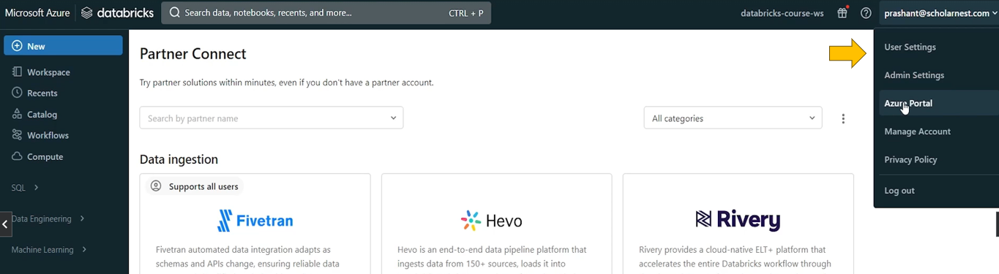 Microsoft Azure databricks Search data, notebooks, recents, and more... CTRL + P databricks-course-ws prashant@scholarnest.com
New
Workspace
Recents
Catalog
Workflows
Compute
SQL
Data Engineering
Machine Learning
Partner Connect
Try partner solutions within minutes, even if you don't have a partner account.
Search by partner name All categories
Data ingestion
Supports all users
Fivetran
Fivetran automated data integration adapts as
schemas and APIs change, ensuring reliable data
Hevo
Hevo is an end-to-end data pipeline platform that
ingests data from 150+ sources, loads it into
Rivery
Rivery provides a cloud-native ELT+ platform that
accelerates the entire Databricks workflow through
User Settings
Admin Settings
Azure Portal
Manage Account
Privacy Policy
Log out